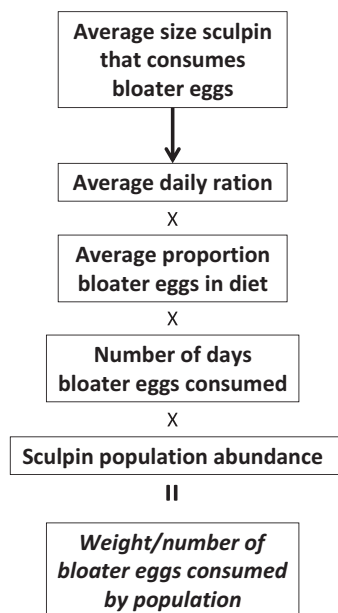 Average size sculpin
that consumes
bloater eggs
Average daily ration
X
Average proportion
bloater eggs in diet
X
Number of days
bloater eggs consumed
X
Sculpin population abundance
=
Weight/number of
bloater eggs consumed
by population